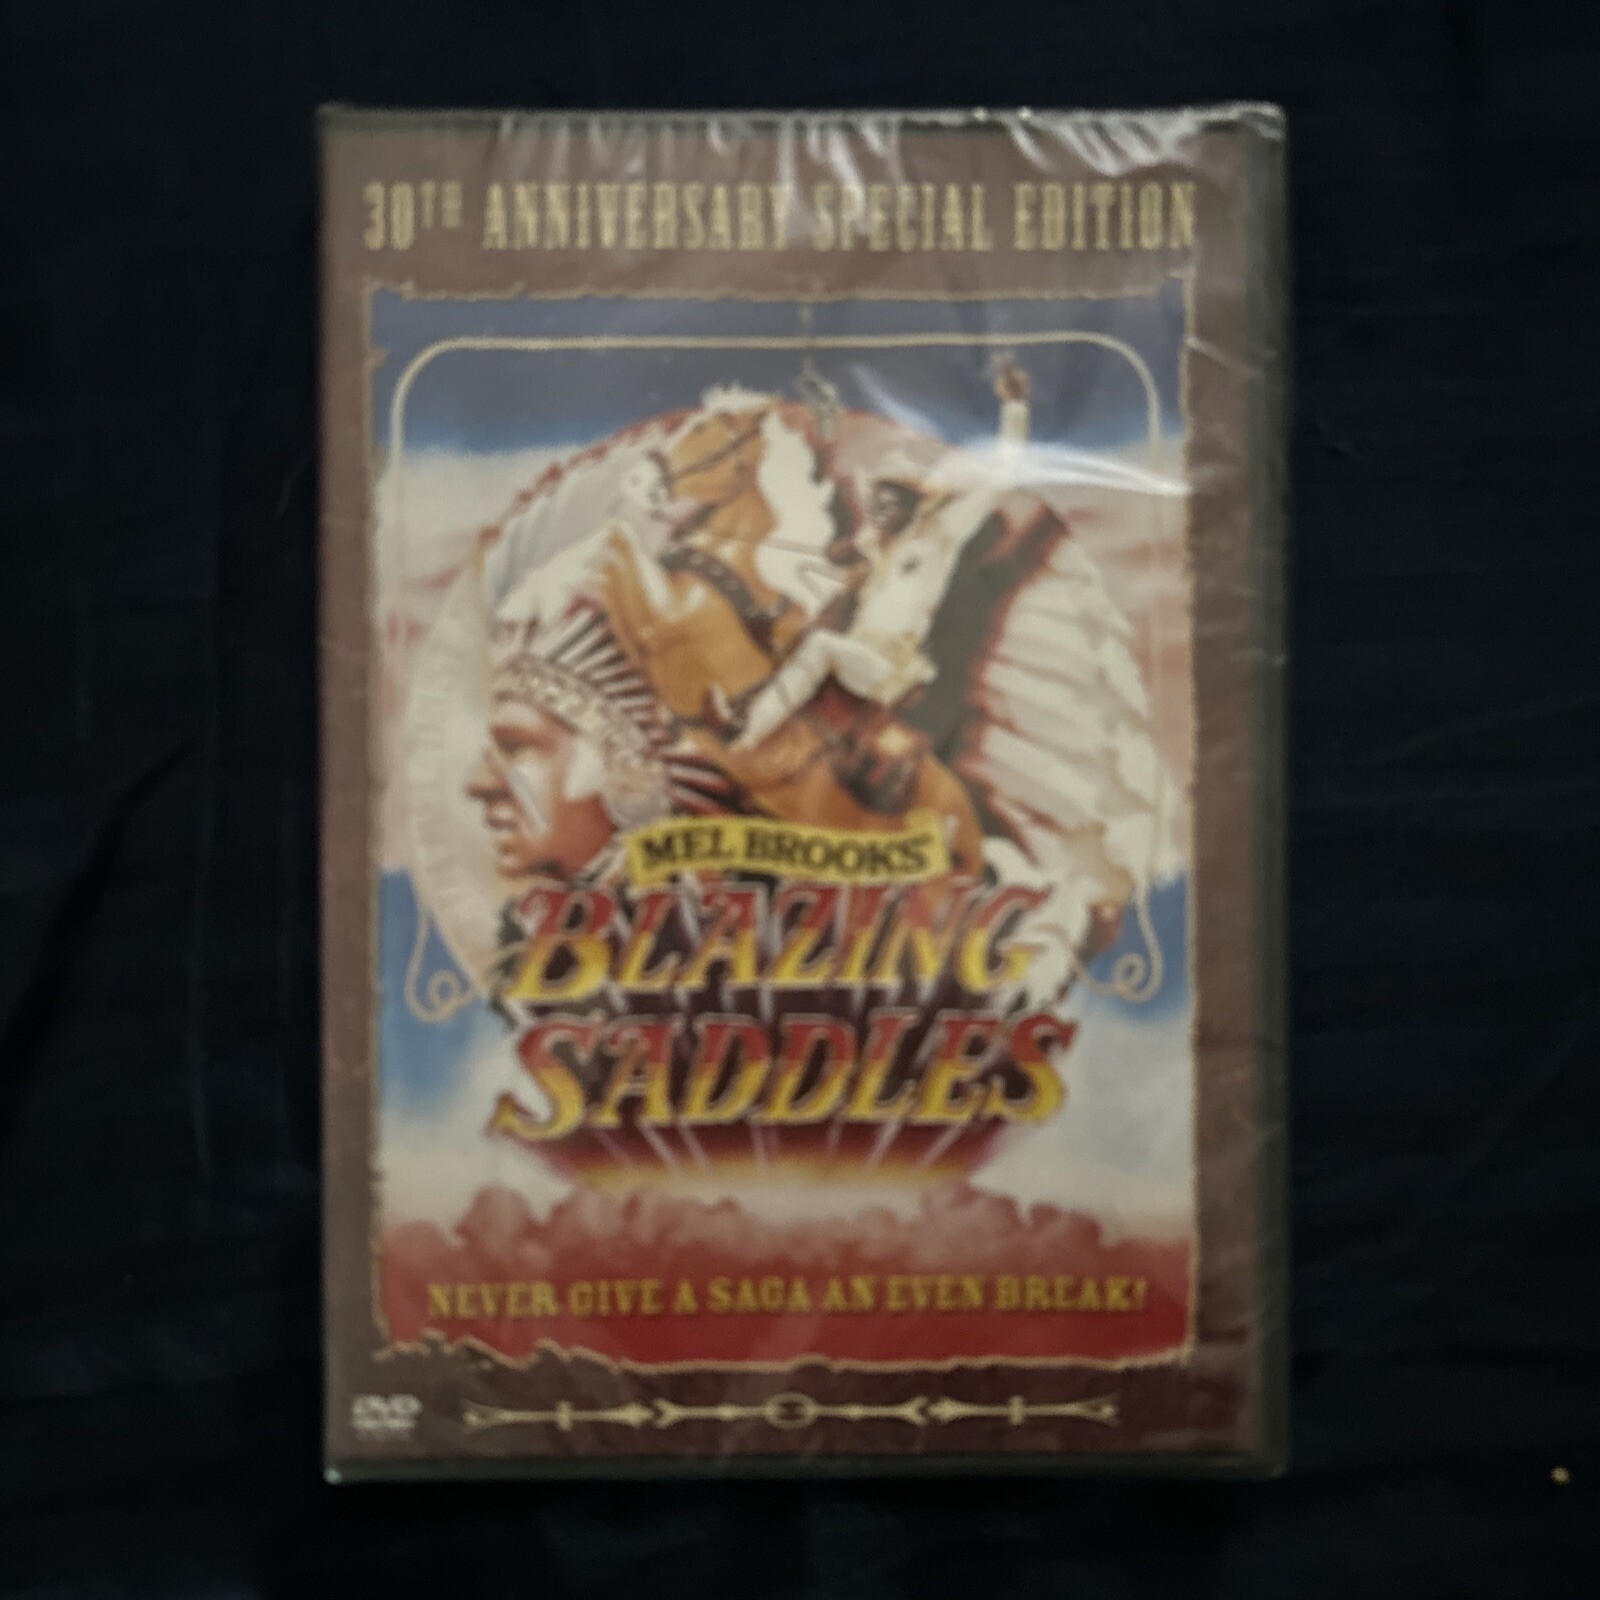 30TH ANNIVERSARY SPECIAL EDITION
MEL BROOKS'
BLAZING
SADDLES
NEVER GIVE A SAGA AN EVEN BREAK!
DVD